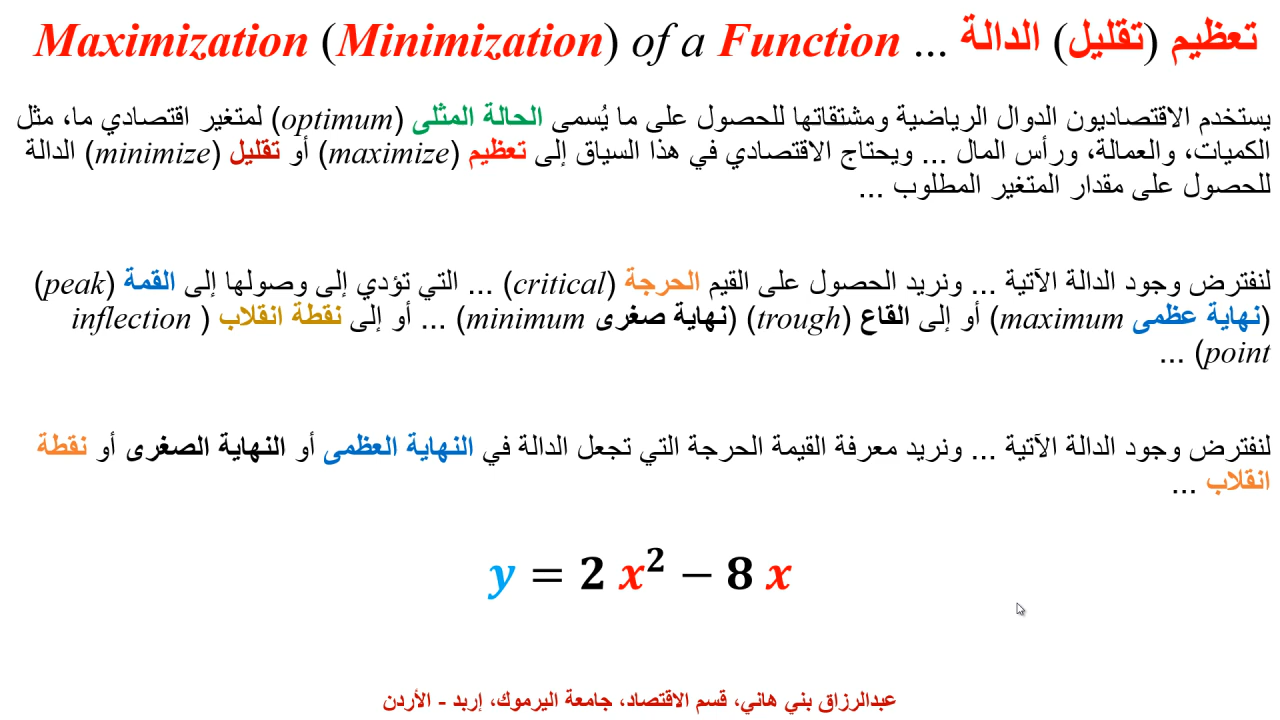 تعظيم (تقليل) الدالة ... Maximization (Minimization) of a Function
يستخدم الاقتصاديون الدوال الرياضية ومشتقاتها للحصول على ما يُسمى الحالة المثلى (optimum) لمتغير اقتصادي ما، مثل
الكميات، والعمالة، ورأس المال ... ويحتاج الاقتصادي في هذا السياق إلى تعظيم (maximize) أو تقليل (minimize) الدالة
للحصول على مقدار المتغير المطلوب ...
لنفترض وجود الدالة الآتية ... ونريد الحصول على القيم الحرجة (critical) ... التي تؤدي إلى وصولها إلى القمة (peak)
(نهاية عظمى maximum) أو إلى القاع (trough) (نهاية صغرى minimum) ... أو إلى نقطة انقلاب (inflection
point) ...
لنفترض وجود الدالة الآتية ... ونريد معرفة القيمة الحرجة التي تجعل الدالة في النهاية العظمى أو النهاية الصغرى أو نقطة
انقلاب ...
y = 2 x² − 8 x
عبدالرزاق بني هاني، قسم الاقتصاد، جامعة اليرموك، إربد - الأردن